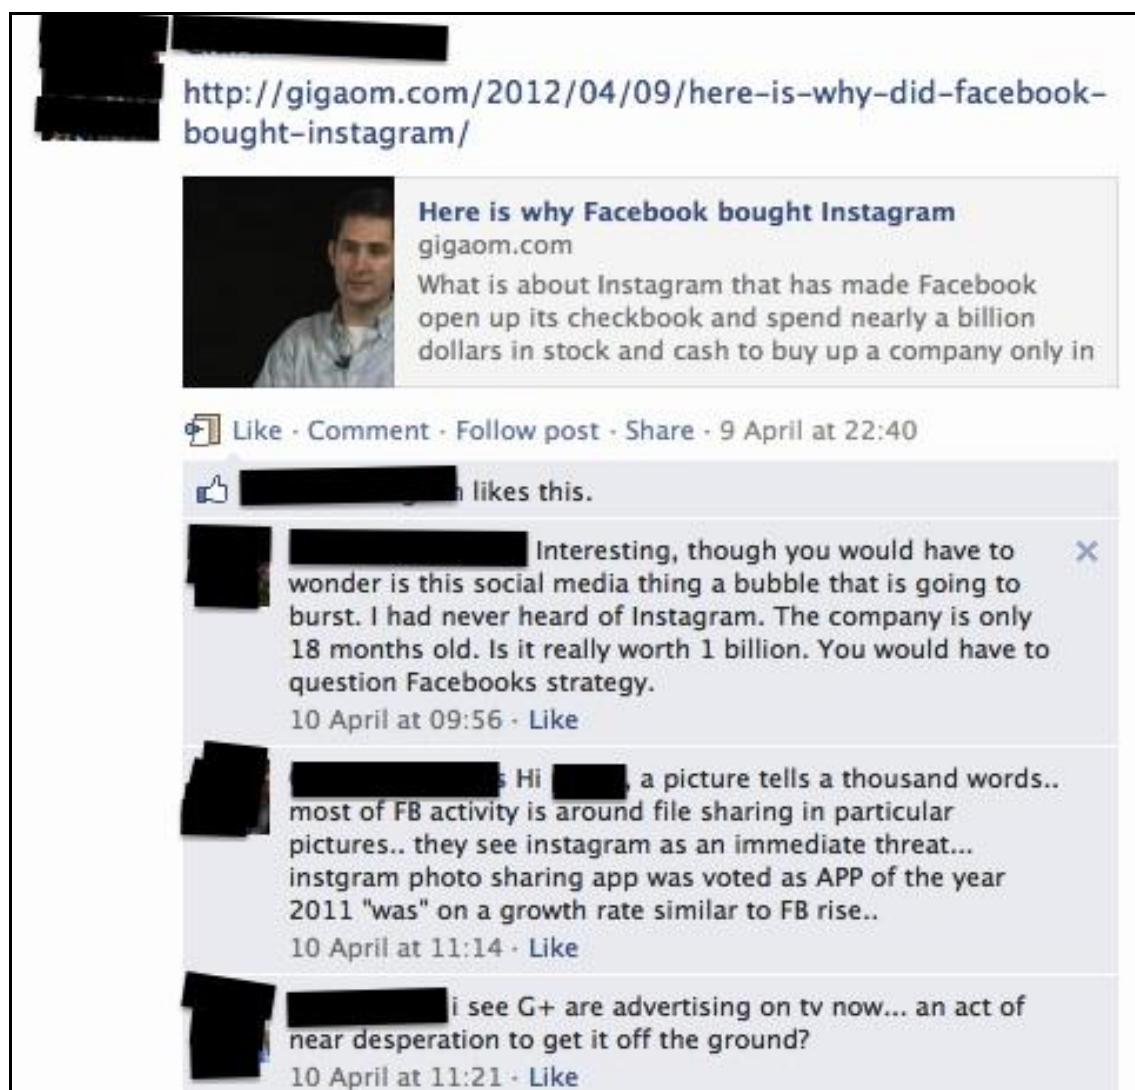 http://gigaom.com/2012/04/09/here-is-why-did-facebook-
bought-instagram/
Here is why Facebook bought Instagram
gigaom.com
What is about Instagram that has made Facebook
open up its checkbook and spend nearly a billion
dollars in stock and cash to buy up a company only in
Like · Comment · Follow post · Share · 9 April at 22:40
likes this.
Interesting, though you would have to
wonder is this social media thing a bubble that is going to
burst. I had never heard of Instagram. The company is only
18 months old. Is it really worth 1 billion. You would have to
question Facebooks strategy.
10 April at 09:56 · Like
Hi , a picture tells a thousand words..
most of FB activity is around file sharing in particular
pictures.. they see instagram as an immediate threat...
instgram photo sharing app was voted as APP of the year
2011 "was" on a growth rate similar to FB rise..
10 April at 11:14 · Like
i see G+ are advertising on tv now... an act of
near desperation to get it off the ground?
10 April at 11:21 · Like